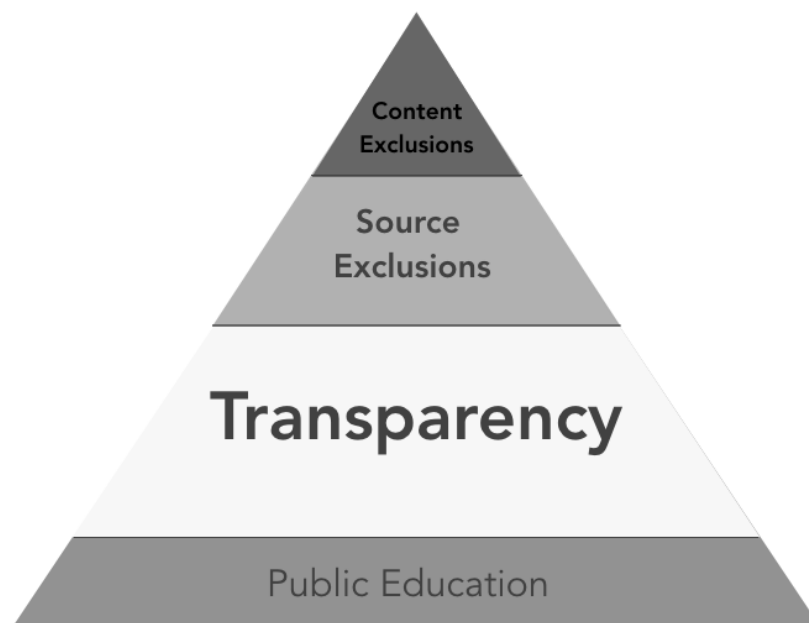 Content
Exclusions
Source
Exclusions
Transparency
Public Education